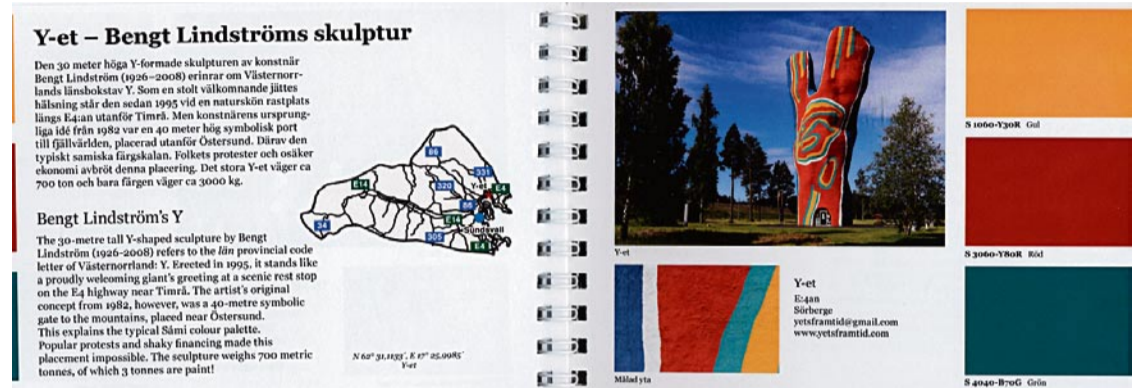 Y-et – Bengt Lindströms skulptur
Den 30 meter höga Y-formade skulpturen av konstnär
Bengt Lindström (1926–2008) erinrar om Västernorr-
lands länsbokstav Y. Som en stolt välkomnande jättes
hälsning står den sedan 1995 vid en naturskön rastplats
längs E4:an utanför Timrå. Men konstnärens ursprung-
liga idé från 1982 var en 40 meter hög symbolisk port
till fjällvärlden, placerad utanför Östersund. Därav den
typiskt samiska färgskalan. Folkets protester och osäker
ekonomi avbröt denna placering. Det stora Y-et väger ca
700 ton och bara färgen väger ca 3000 kg.
Bengt Lindström's Y
The 30-metre tall Y-shaped sculpture by Bengt
Lindström (1926-2008) refers to the län provincial code
letter of Västernorrland: Y. Erected in 1995, it stands like
a proudly welcoming giant's greeting at a scenic rest stop
on the E4 highway near Timrå. The artist's original
concept from 1982, however, was a 40-metre symbolic
gate to the mountains, placed near Östersund.
This explains the typical Sámi colour palette.
Popular protests and shaky financing made this
placement impossible. The sculpture weighs 700 metric
tonnes, of which 3 tonnes are paint!
86
331
E14
320
Y-et
E4
86
E14
Sundsvall
84
305
E4
N 62° 31,1133´, E 17° 25,9985´
Y-et
Y-et
Målad yta
Y-et
E:4an
Sörberge
yetsframtid@gmail.com
www.yetsframtid.com
S 1060-Y30R Gul
S 3060-Y80R Röd
S 4040-B70G Grön